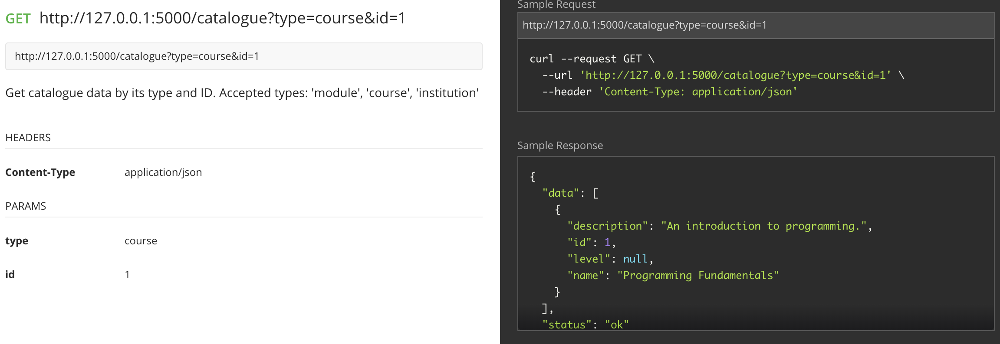 GET http://127.0.0.1:5000/catalogue?type=course&id=1
http://127.0.0.1:5000/catalogue?type=course&id=1
Get catalogue data by its type and ID. Accepted types: 'module', 'course', 'institution'
HEADERS
Content-Type application/json
PARAMS
type course
id 1
Sample Request
http://127.0.0.1:5000/catalogue?type=course&id=1
curl --request GET \
  --url 'http://127.0.0.1:5000/catalogue?type=course&id=1' \
  --header 'Content-Type: application/json'
Sample Response
{
  "data": [
    {
      "description": "An introduction to programming.",
      "id": 1,
      "level": null,
      "name": "Programming Fundamentals"
    }
  ],
  "status": "ok"